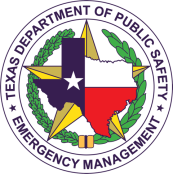 TEXAS DEPARTMENT OF PUBLIC SAFETY
EMERGENCY MANAGEMENT